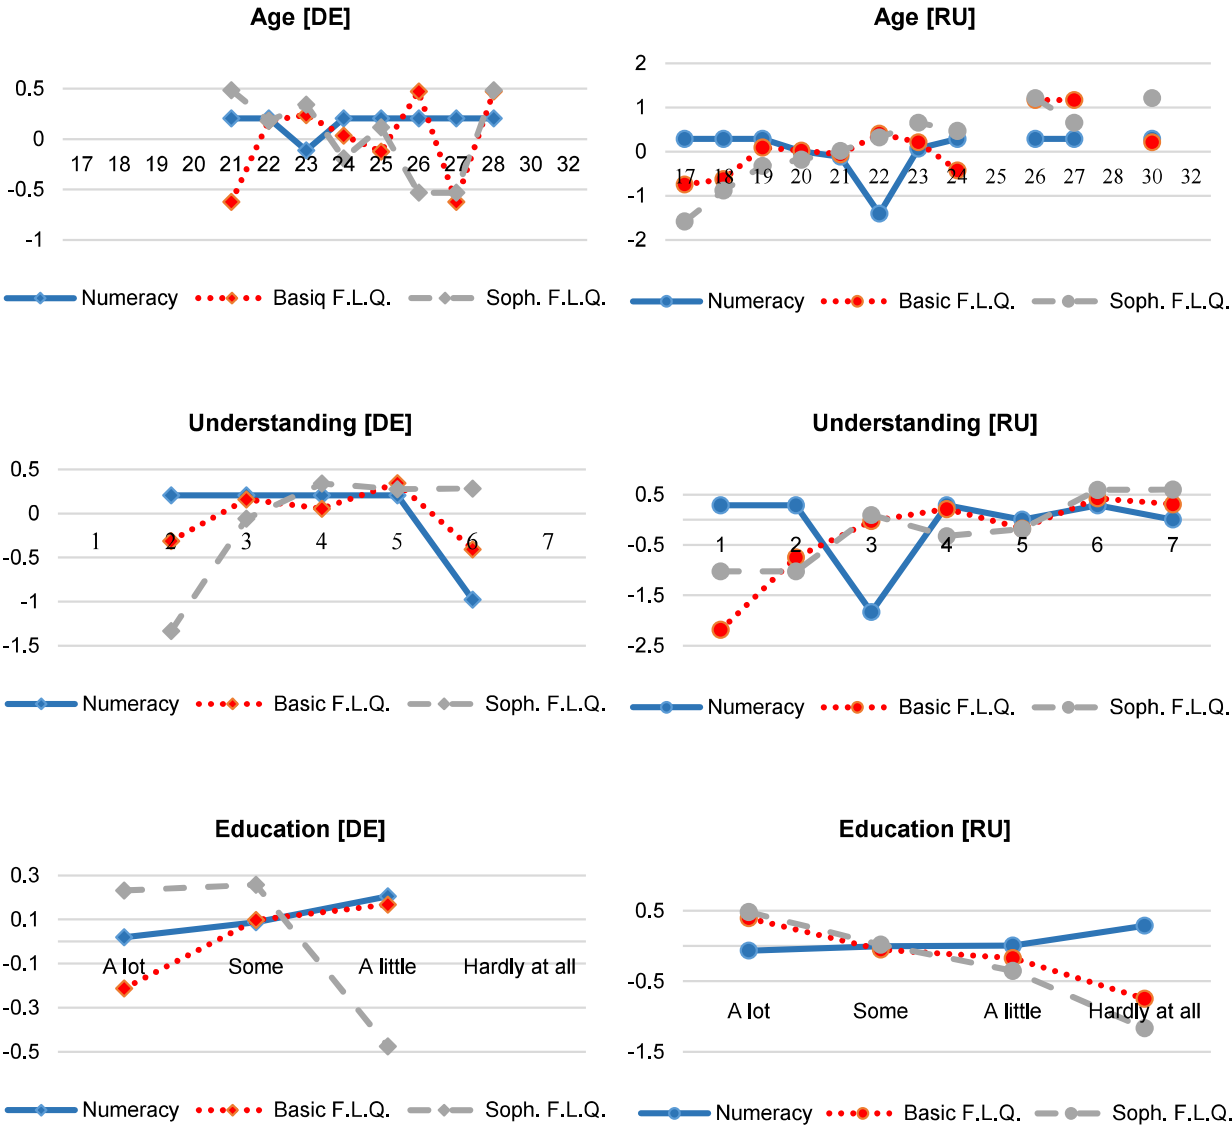 Age [DE]
0.5
0
17 18 19 20 21 22 23 24 25 26 27 28 30 32
-0.5
-1
Numeracy Basiq F.L.Q. Soph. F.L.Q.
Age [RU]
2
1
0
17 18 19 20 21 22 23 24 25 26 27 28 30 32
-1
-2
Numeracy Basic F.L.Q. Soph. F.L.Q.
Understanding [DE]
0.5
0
1 2 3 4 5 6 7
-0.5
-1
-1.5
Numeracy Basic F.L.Q. Soph. F.L.Q.
Understanding [RU]
0.5
-0.5
1 2 3 4 5 6 7
-1.5
-2.5
Numeracy Basic F.L.Q. Soph. F.L.Q.
Education [DE]
0.3
0.1
-0.1
A lot Some A little Hardly at all
-0.3
-0.5
Numeracy Basic F.L.Q. Soph. F.L.Q.
Education [RU]
0.5
-0.5
A lot Some A little Hardly at all
-1.5
Numeracy Basic F.L.Q. Soph. F.L.Q.